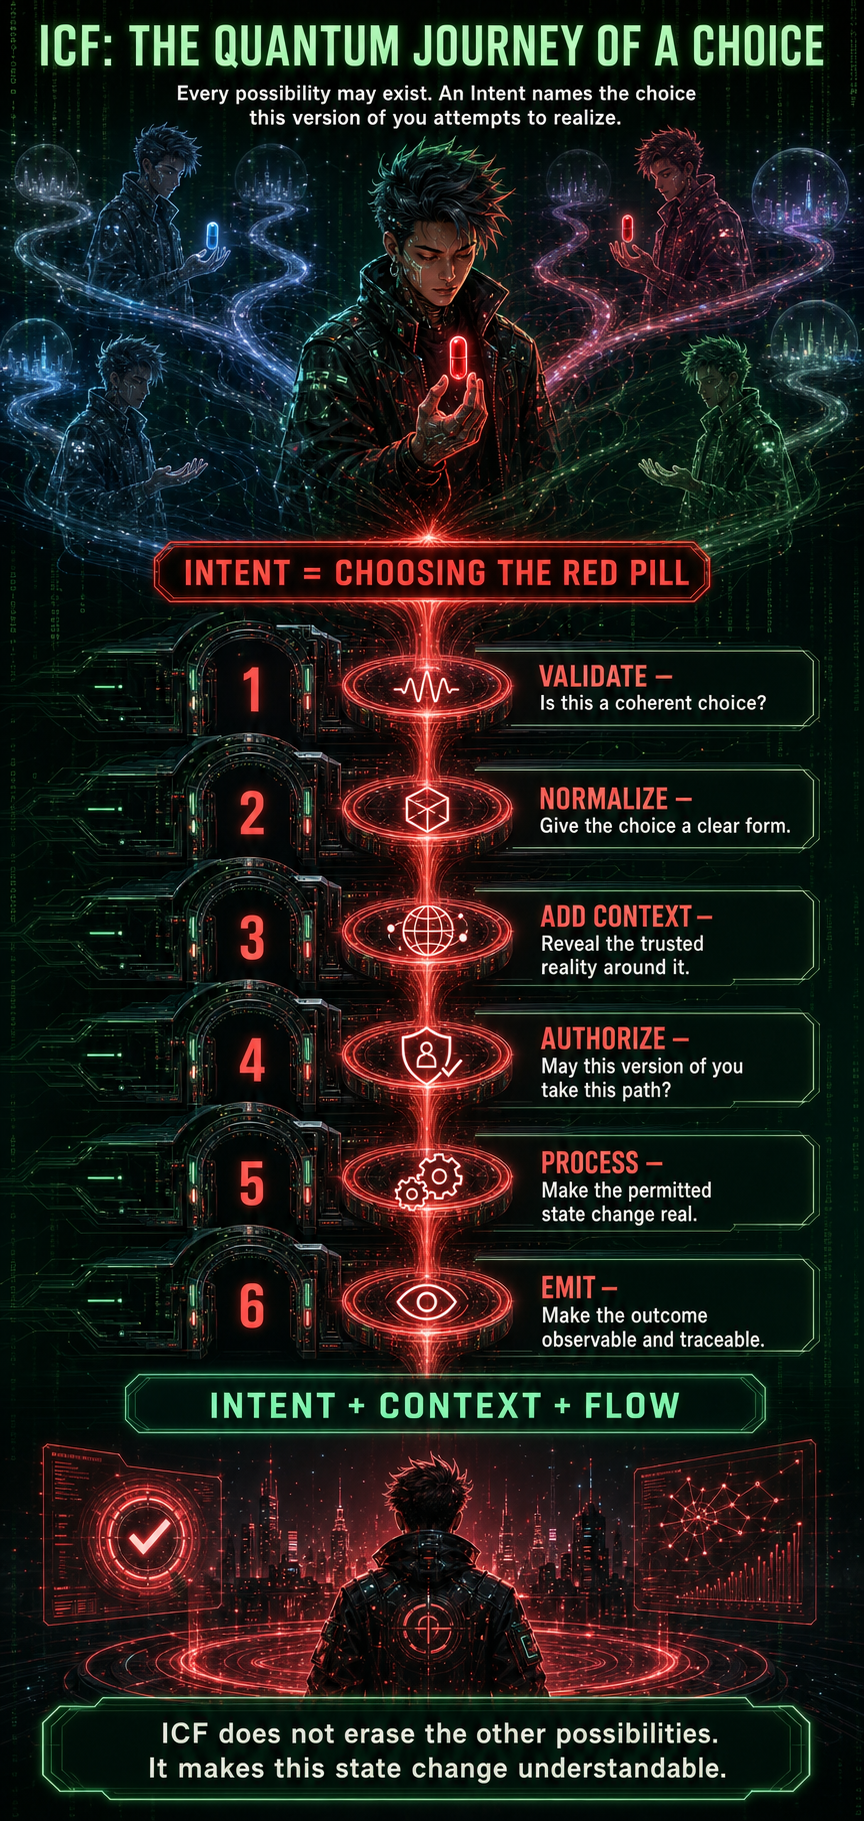 ICF: THE QUANTUM JOURNEY OF A CHOICE
Every possibility may exist. An Intent names the choice
this version of you attempts to realize.
INTENT = CHOOSING THE RED PILL
1
VALIDATE –
Is this a coherent choice?
2
NORMALIZE –
Give the choice a clear form.
3
ADD CONTEXT –
Reveal the trusted
reality around it.
4
AUTHORIZE –
May this version of you
take this path?
5
PROCESS –
Make the permitted
state change real.
6
EMIT –
Make the outcome
observable and traceable.
INTENT + CONTEXT + FLOW
ICF does not erase the other possibilities.
It makes this state change understandable.